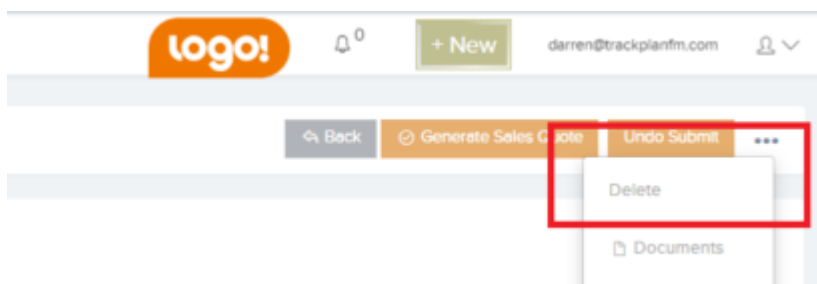 logo! 0 + New darren@trackplanfm.com
Back Generate Sales Quote Undo Submit
Delete
Documents